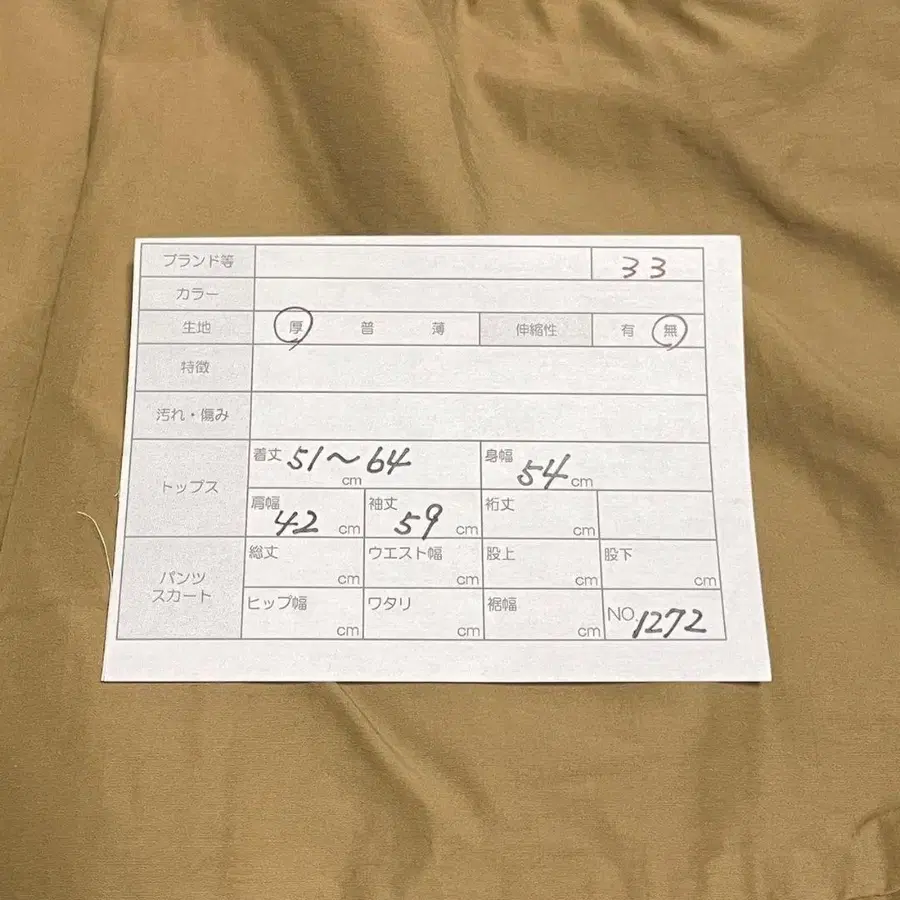 ブランド等 33
カラー
生地 厚 普 薄 伸縮性 有 無
特徴
汚れ・傷み
トップス
着丈 51〜64 cm 身幅 54 cm
肩幅 42 cm 袖丈 59 cm 裄丈 cm
パンツ
スカート
総丈 cm ウエスト幅 cm 股上 cm 股下 cm
ヒップ幅 cm ワタリ cm 裾幅 cm NO. 1272